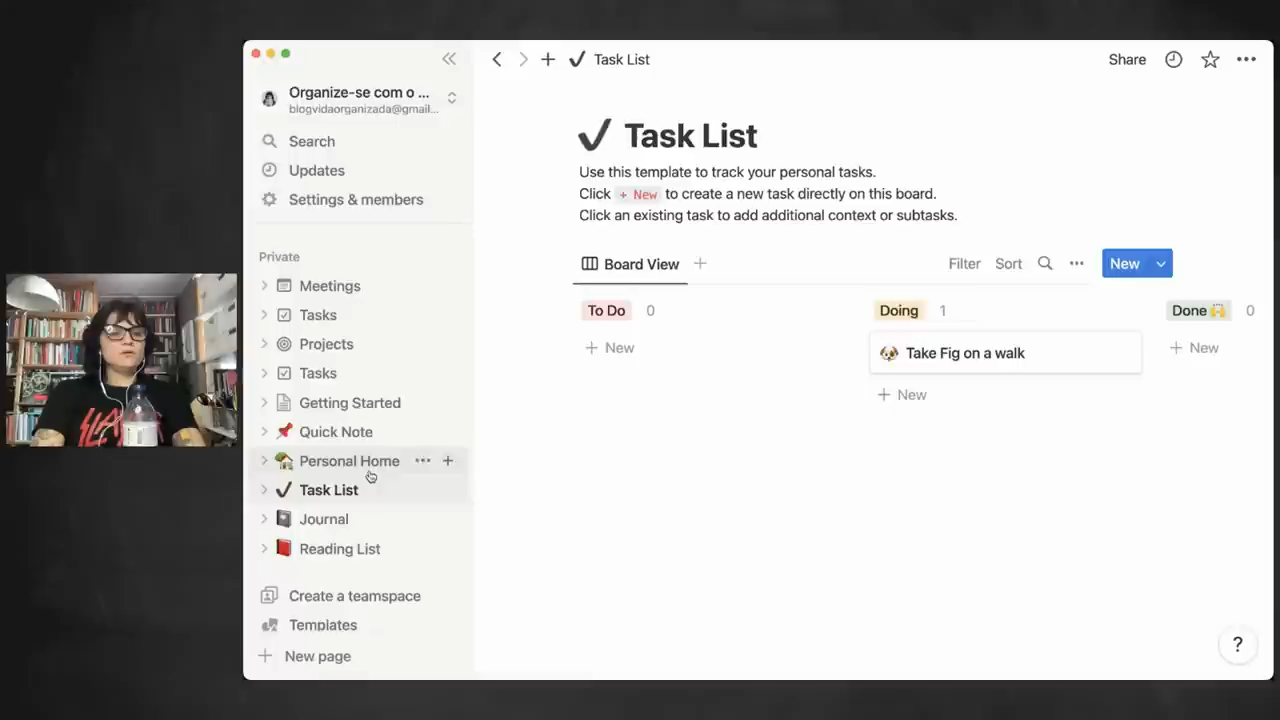 Organize-se com o ...
blogvidaorganizada@gmail...
Search
Updates
Settings & members
Private
Meetings
Tasks
Projects
Tasks
Getting Started
Quick Note
Personal Home
Task List
Journal
Reading List
Create a teamspace
Templates
New page
Task List
Share
Task List
Use this template to track your personal tasks.
Click + New to create a new task directly on this board.
Click an existing task to add additional context or subtasks.
Board View
Filter Sort
New
To Do 0
+ New
Doing 1
Take Fig on a walk
+ New
Done 🙌 0
+ New
?